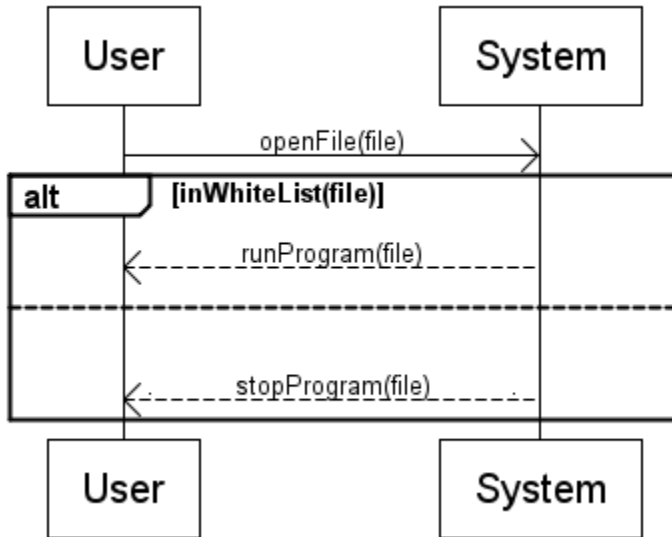 User
System
openFile(file)
alt
[inWhiteList(file)]
runProgram(file)
stopProgram(file)
User
System